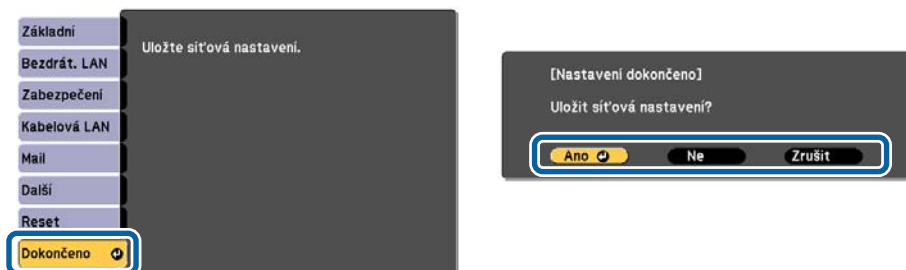 Základní
Bezdrát. LAN
Zabezpečení
Kabelová LAN
Mail
Další
Reset
Dokončeno
Uložte síťová nastavení.
[Nastavení dokončeno]
Uložit síťová nastavení?
Ano Ne Zrušit